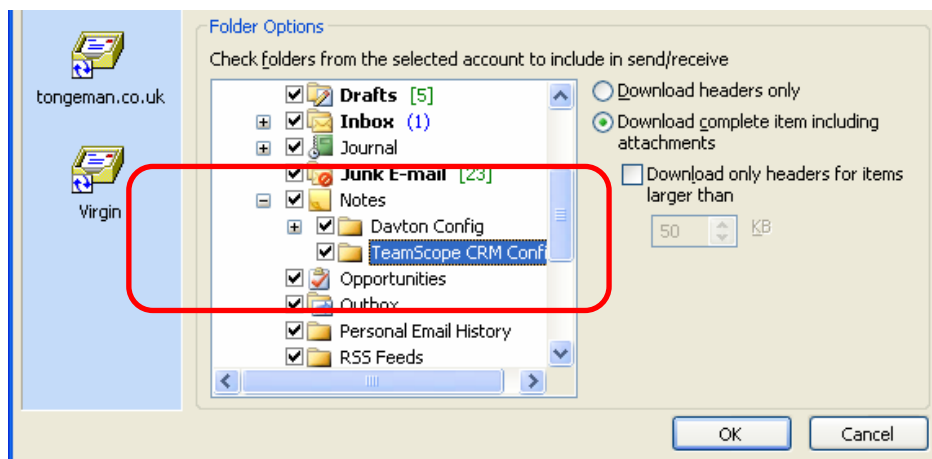 Folder Options
Check folders from the selected account to include in send/receive
tongeman.co.uk
Virgin
Drafts [5]
Inbox (1)
Journal
Junk E-mail [23]
Notes
Davton Config
TeamScope CRM Confi
Opportunities
Outbox
Personal Email History
RSS Feeds
Download headers only
Download complete item including
attachments
Download only headers for items
larger than
50 KB
OK Cancel